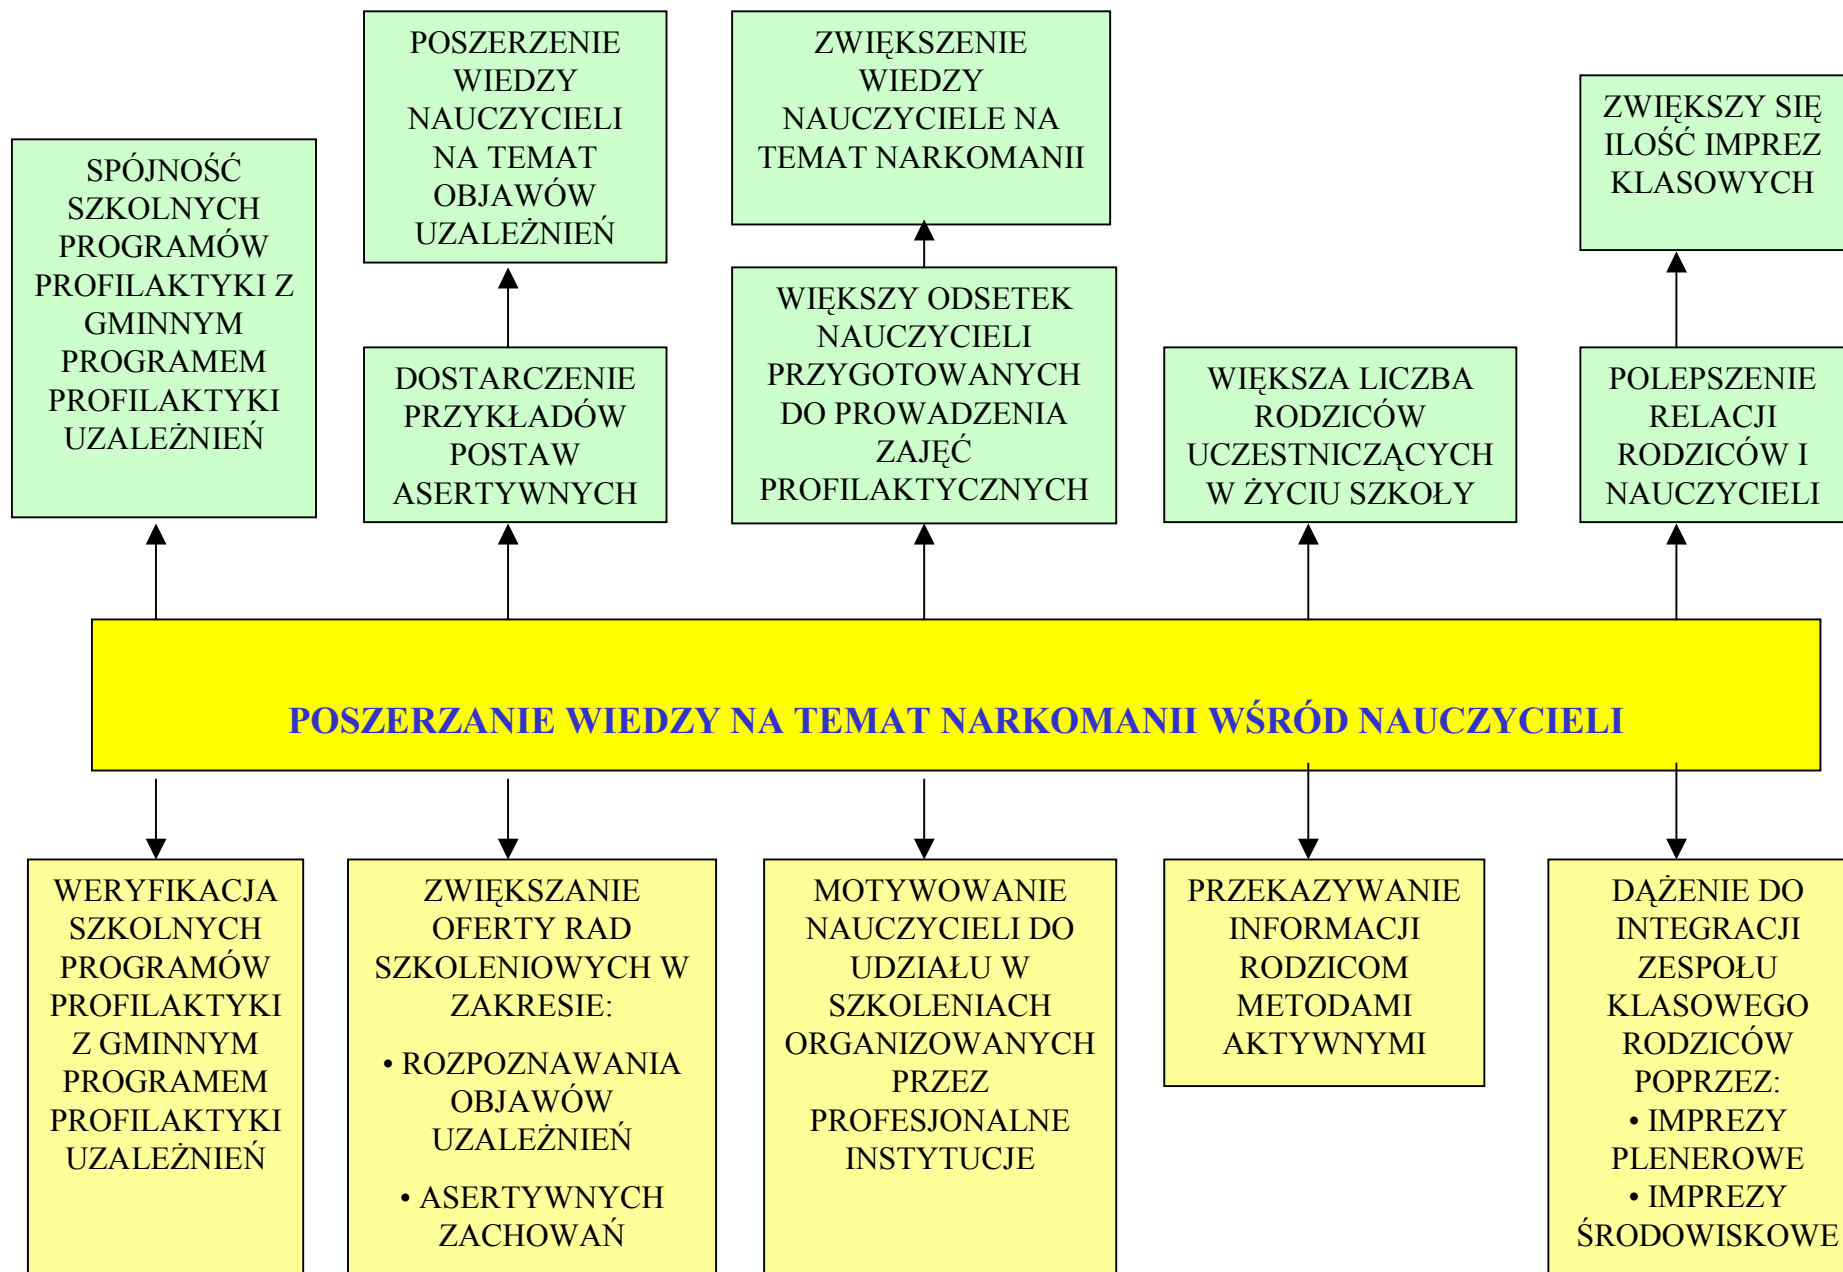 POSZERZENIE
WIEDZY
NAUCZYCIELI
NA TEMAT
OBJAWÓW
UZALEŻNIEŃ
ZWIĘKSZENIE
WIEDZY
NAUCZYCIELE NA
TEMAT NARKOMANII
ZWIĘKSZY SIĘ
ILOŚĆ IMPREZ
KLASOWYCH
SPÓJNOŚĆ
SZKOLNYCH
PROGRAMÓW
PROFILAKTYKI Z
GMINNYM
PROGRAMEM
PROFILAKTYKI
UZALEŻNIEŃ
DOSTARCZENIE
PRZYKŁADÓW
POSTAW
ASERTYWNYCH
WIĘKSZY ODSETEK
NAUCZYCIELI
PRZYGOTOWANYCH
DO PROWADZENIA
ZAJĘĆ
PROFILAKTYCZNYCH
WIĘKSZA LICZBA
RODZICÓW
UCZESTNICZĄCYCH
W ŻYCIU SZKOŁY
POLEPSZENIE
RELACJI
RODZICÓW I
NAUCZYCIELI
POSZERZANIE WIEDZY NA TEMAT NARKOMANII WŚRÓD NAUCZYCIELI
WERYFIKACJA
SZKOLNYCH
PROGRAMÓW
PROFILAKTYKI
Z GMINNYM
PROGRAMEM
PROFILAKTYKI
UZALEŻNIEŃ
ZWIĘKSZANIE
OFERTY RAD
SZKOLENIOWYCH W
ZAKRESIE:
• ROZPOZNAWANIA
OBJAWÓW
UZALEŻNIEŃ
• ASERTYWNYCH
ZACHOWAŃ
MOTYWOWANIE
NAUCZYCIELI DO
UDZIAŁU W
SZKOLENIACH
ORGANIZOWANYCH
PRZEZ
PROFESJONALNE
INSTYTUCJE
PRZEKAZYWANIE
INFORMACJI
RODZICOM
METODAMI
AKTYWNYMI
DĄŻENIE DO
INTEGRACJI
ZESPOŁU
KLASOWEGO
RODZICÓW
POPRZEZ:
• IMPREZY
PLENEROWE
• IMPREZY
ŚRODOWISKOWE